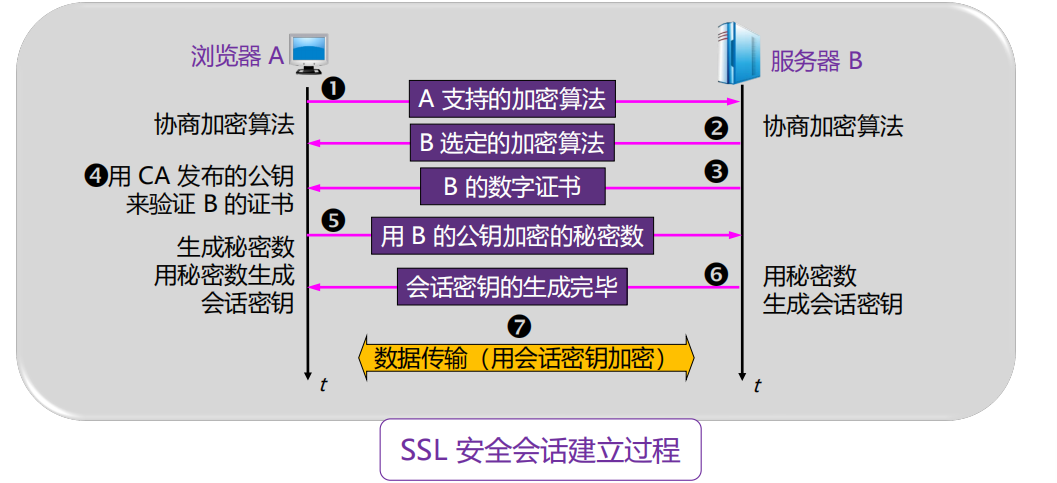 浏览器 A
服务器 B
❶
A 支持的加密算法
协商加密算法
协商加密算法
❷
B 选定的加密算法
❸
B 的数字证书
❹用 CA 发布的公钥
来验证 B 的证书
❺
用 B 的公钥加密的秘密数
生成秘密数
用秘密数生成
会话密钥
❻
会话密钥的生成完毕
用秘密数
生成会话密钥
❼
数据传输（用会话密钥加密）
t
t
SSL 安全会话建立过程